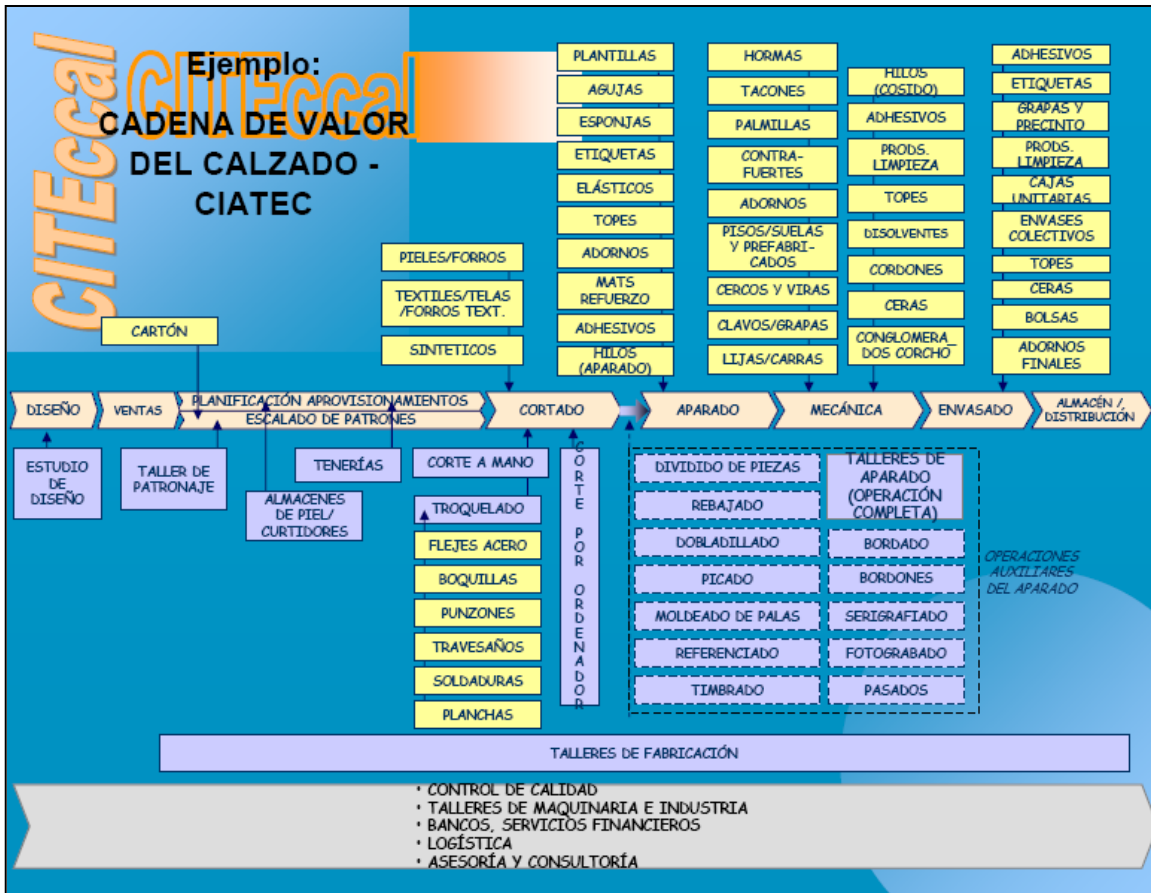 CITEccal
CITEccal
Ejemplo:
CADENA DE VALOR
DEL CALZADO -
CIATEC
CARTÓN
PIELES/FORROS
TEXTILES/TELAS
/FORROS TEXT.
SINTETICOS
PLANTILLAS
AGUJAS
ESPONJAS
ETIQUETAS
ELÁSTICOS
TOPES
ADORNOS
MATS
REFUERZO
ADHESIVOS
HILOS
(APARADO)
HORMAS
TACONES
PALMILLAS
CONTRA-
FUERTES
ADORNOS
PISOS/SUELAS
Y PREFABRI-
CADOS
CERCOS Y VIRAS
CLAVOS/GRAPAS
LIJAS/CARRAS
HILOS
(COSIDO)
ADHESIVOS
PRODS.
LIMPIEZA
TOPES
DISOLVENTES
CORDONES
CERAS
CONGLOMERA_
DOS CORCHO
ADHESIVOS
ETIQUETAS
GRAPAS Y
PRECINTO
PRODS.
LIMPIEZA
CAJAS
UNITARIAS
ENVASES
COLECTIVOS
TOPES
CERAS
BOLSAS
ADORNOS
FINALES
DISEÑO
VENTAS
PLANIFICACIÓN APROVISIONAMIENTOS
ESCALADO DE PATRONES
CORTADO
APARADO
MECÁNICA
ENVASADO
ALMACÉN /,
DISTRIBUCIÓN
ESTUDIO
DE
DISEÑO
TALLER DE
PATRONAJE
ALMACENES
DE PIEL/
CURTIDORES
TENERÍAS
CORTE A MANO
TROQUELADO
FLEJES ACERO
BOQUILLAS
PUNZONES
TRAVESAÑOS
SOLDADURAS
PLANCHAS
CORTE POR ORDENADOR
DIVIDIDO DE PIEZAS
REBAJADO
DOBLADILLADO
PICADO
MOLDEADO DE PALAS
REFERENCIADO
TIMBRADO
TALLERES DE
APARADO
(OPERACIÓN
COMPLETA)
BORDADO
BORDONES
SERIGRAFIADO
FOTOGRABADO
PASADOS
OPERACIONES
AUXILIARES
DEL APARADO
TALLERES DE FABRICACIÓN
• CONTROL DE CALIDAD
• TALLERES DE MAQUINARIA E INDUSTRIA
• BANCOS, SERVICIOS FINANCIEROS
• LOGÍSTICA
• ASESORÍA Y CONSULTORÍA